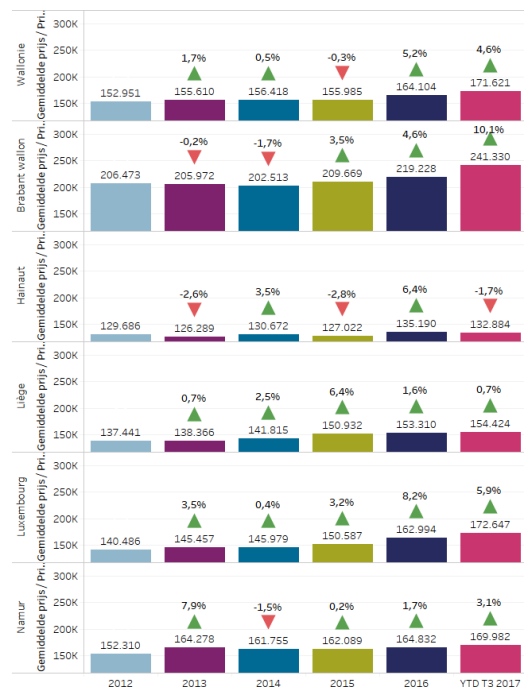 Wallonie
Gemiddelde prijs / Pri..
300K
250K
200K
150K
1,7%
0,5%
-0,3%
5,2%
4,6%
152.951
155.610
156.418
155.985
164.104
171.621
Brabant wallon
Gemiddelde prijs / Pri..
300K
250K
200K
150K
-0,2%
-1,7%
3,5%
4,6%
10,1%
206.473
205.972
202.513
209.669
219.228
241.330
Hainaut
Gemiddelde prijs / Pri..
300K
250K
200K
150K
-2,6%
3,5%
-2,8%
6,4%
-1,7%
129.686
126.289
130.672
127.022
135.190
132.884
Liège
Gemiddelde prijs / Pri..
300K
250K
200K
150K
0,7%
2,5%
6,4%
1,6%
0,7%
137.441
138.366
141.815
150.932
153.310
154.424
Luxembourg
Gemiddelde prijs / Pri..
300K
250K
200K
150K
3,5%
0,4%
3,2%
8,2%
5,9%
140.486
145.457
145.979
150.587
162.994
172.647
Namur
Gemiddelde prijs / Pri..
300K
250K
200K
150K
7,9%
-1,5%
0,2%
1,7%
3,1%
152.310
164.278
161.755
162.089
164.832
169.982
2012
2013
2014
2015
2016
YTD T3 2017